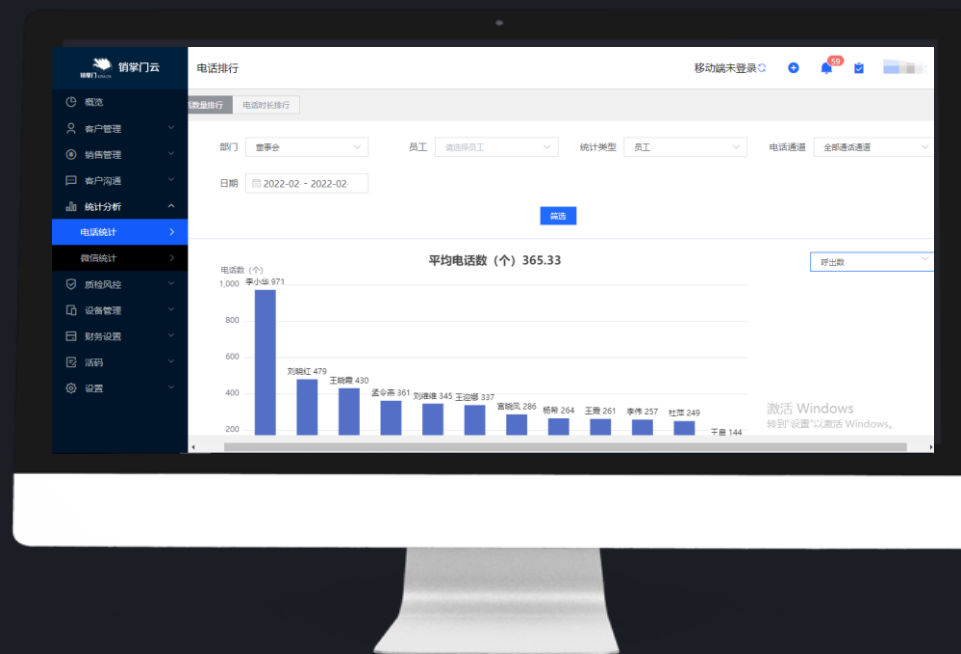 销掌门云
电话排行
移动端未登录
59
概览
客户管理
销售管理
客户沟通
统计分析
电话统计
微信统计
质检风控
设备管理
财务设置
活码
设置
数量排行
电话时长排行
部门 董事会
员工 请选择员工
统计类型 员工
电话通道 全部通话通道
日期 2022-02 - 2022-02
筛选
平均电话数（个）365.33
呼出数
电话数（个）
1,000
800
600
400
200
李小华 971
刘晓红 479
王晓霞 430
孟令燕 361
刘维维 345
王迎娜 337
宫晓凤 286
杨帅 264
王霞 261
李伟 257
杜萍 249
144
激活 Windows
转到"设置"以激活 Windows。